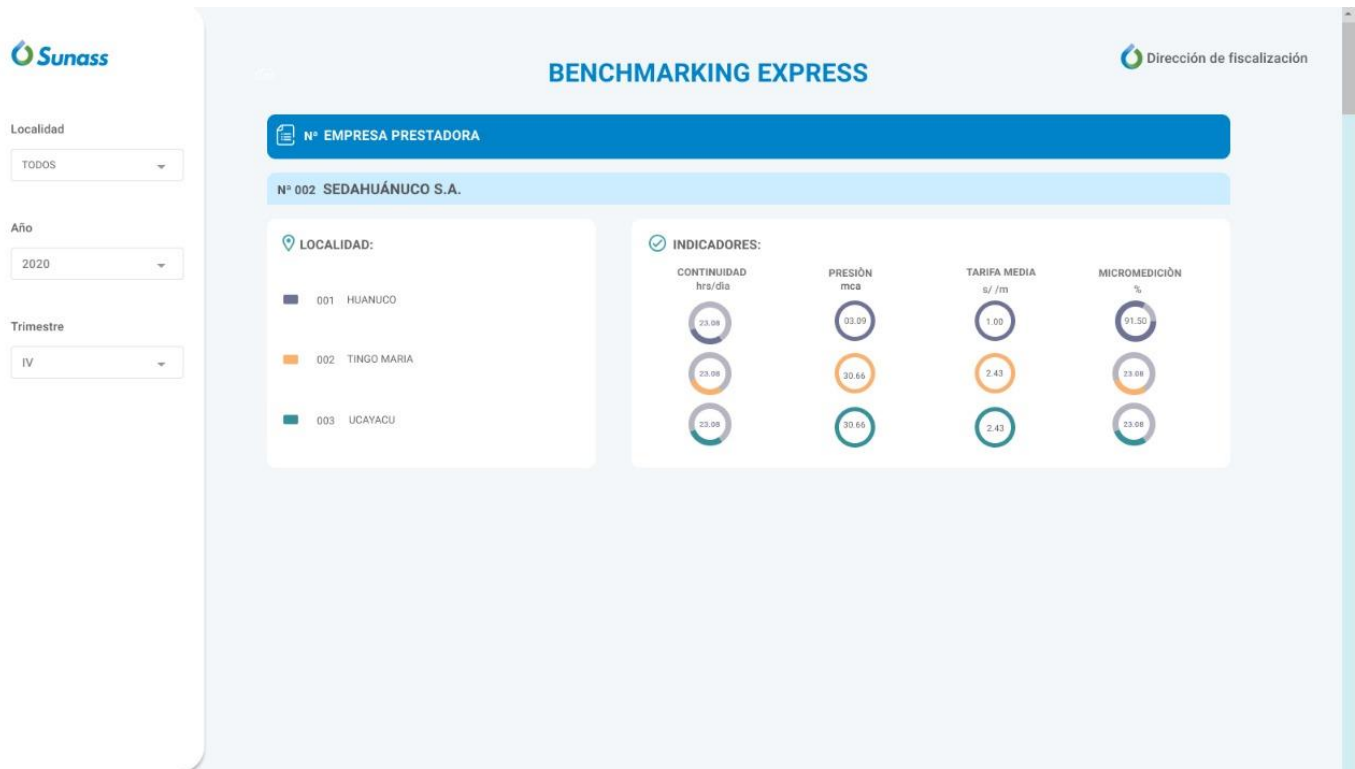 Sunass
Localidad
TODOS
Año
2020
Trimestre
IV
BENCHMARKING EXPRESS
Dirección de fiscalización
Nº EMPRESA PRESTADORA
Nº 002 SEDAHUÁNUCO S.A.
LOCALIDAD:
001 HUANUCO
002 TINGO MARIA
003 UCAYACU
INDICADORES:
CONTINUIDAD PRESIÒN TARIFA MEDIA MICROMEDICIÒN
hrs/dia mca s/ /m %
23.08 03.09 1.00 91.50
23.08 30.66 2.43 23.08
23.08 30.66 2.43 23.08